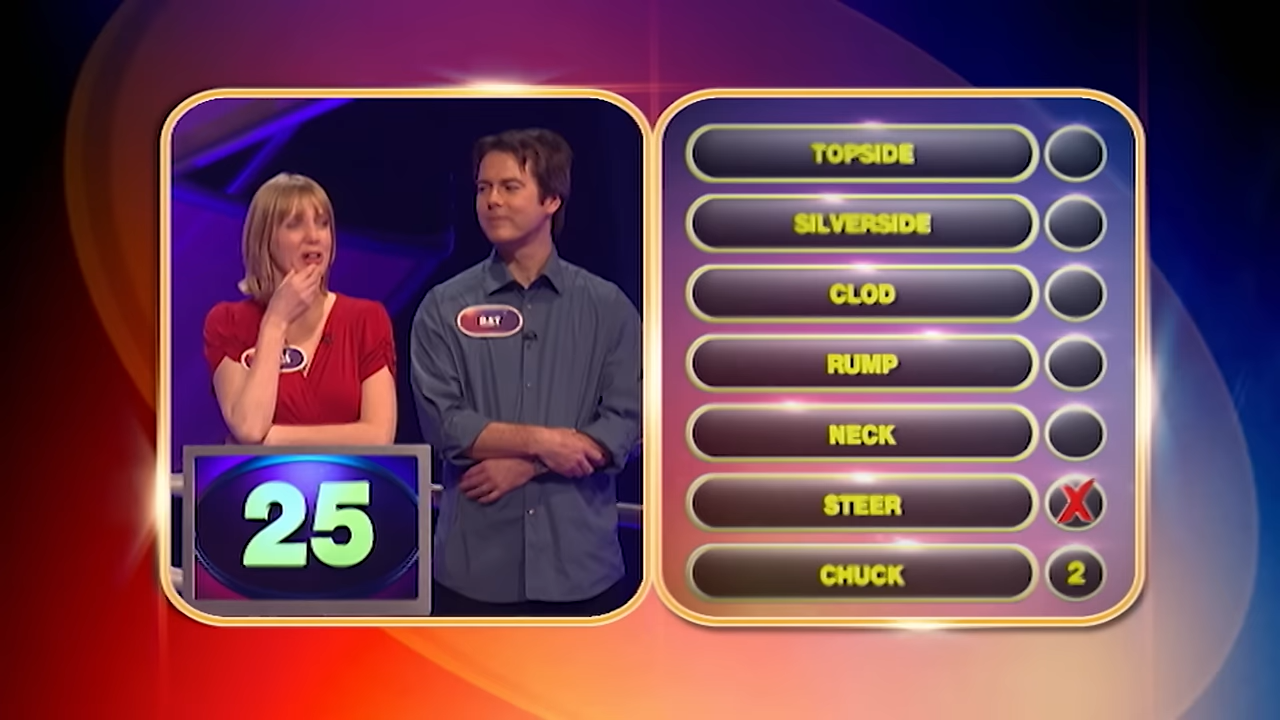 TOPSIDE
SILVERSIDE
CLOD
RUMP
NECK
STEER X
CHUCK 2
25